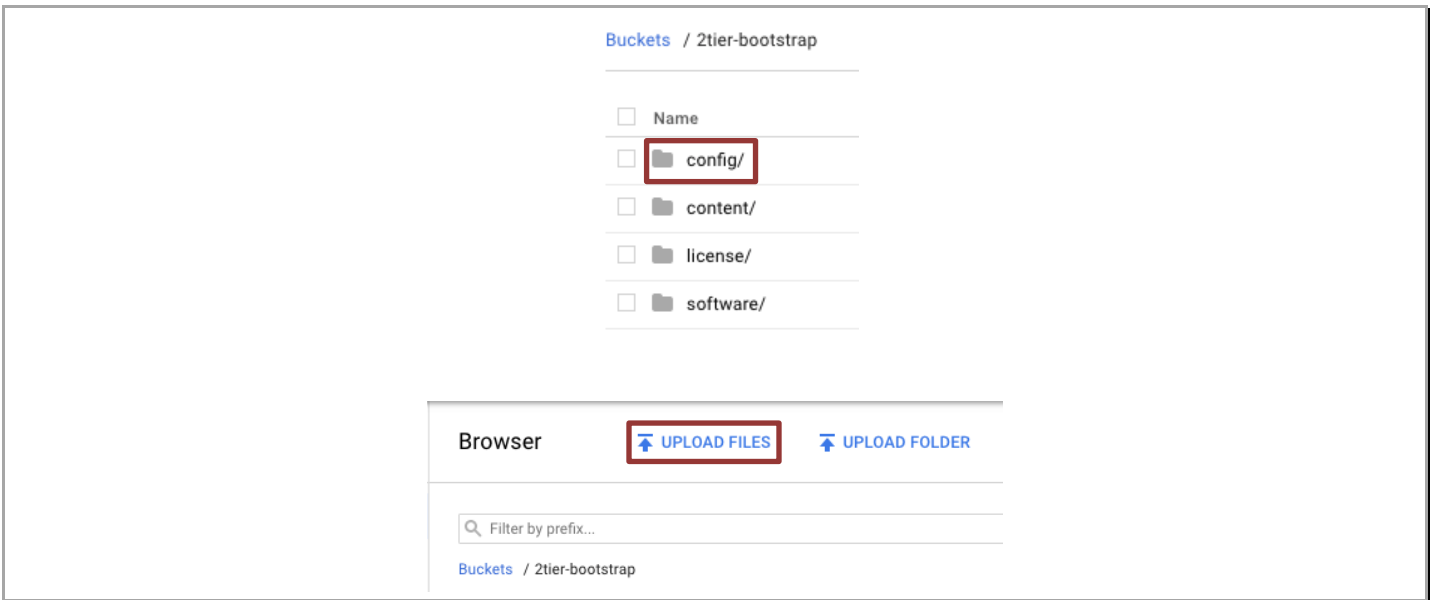 Buckets / 2tier-bootstrap
Name
config/
content/
license/
software/
Browser UPLOAD FILES UPLOAD FOLDER
Filter by prefix...
Buckets / 2tier-bootstrap